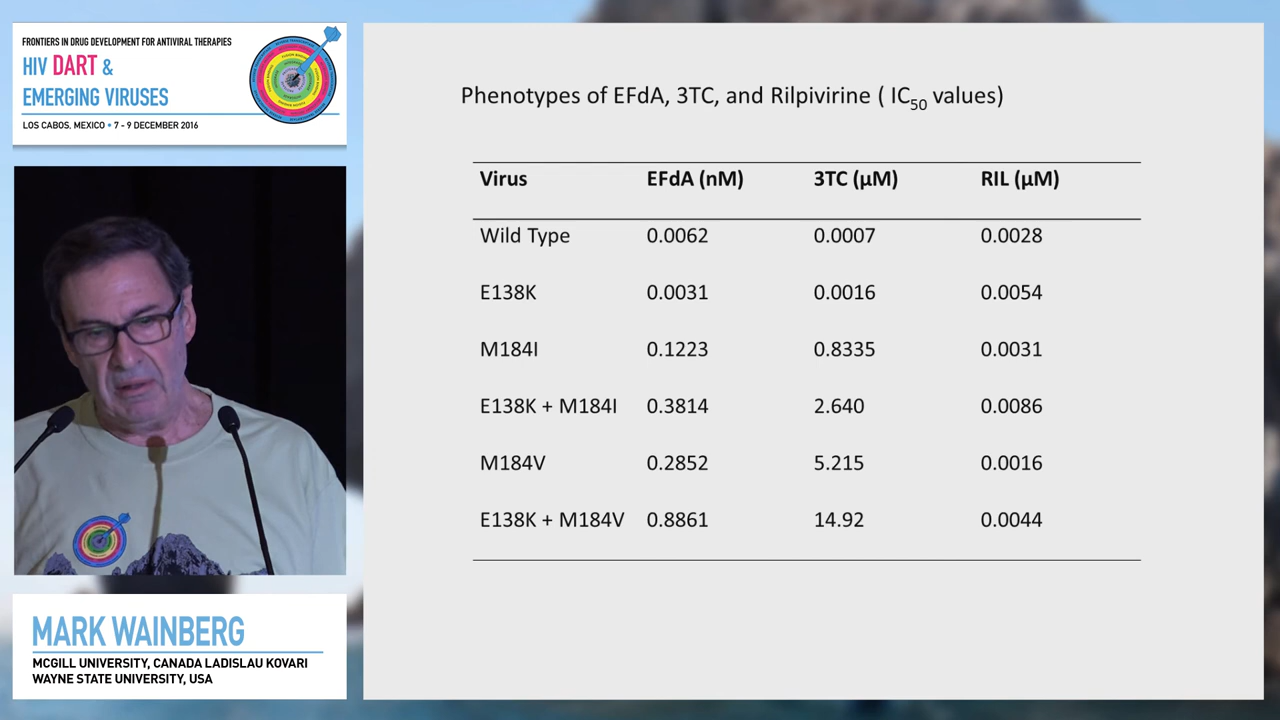 FRONTIERS IN DRUG DEVELOPMENT FOR ANTIVIRAL THERAPIES
HIV DART &
EMERGING VIRUSES
LOS CABOS, MEXICO • 7 - 9 DECEMBER 2016
MARK WAINBERG
MCGILL UNIVERSITY, CANADA LADISLAU KOVARI
WAYNE STATE UNIVERSITY, USA
Phenotypes of EFdA, 3TC, and Rilpivirine ( IC50 values)
Virus EFdA (nM) 3TC (µM) RIL (µM)
Wild Type 0.0062 0.0007 0.0028
E138K 0.0031 0.0016 0.0054
M184I 0.1223 0.8335 0.0031
E138K + M184I 0.3814 2.640 0.0086
M184V 0.2852 5.215 0.0016
E138K + M184V 0.8861 14.92 0.0044